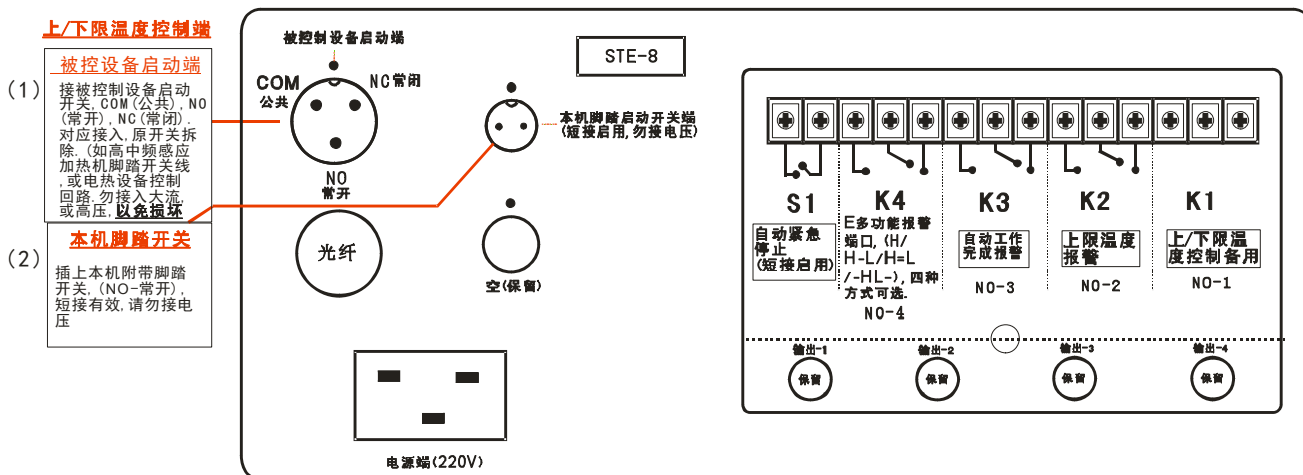 上/下限温度控制端
(1)
被控设备启动端
接被控制设备启动
开关, COM(公共), NO
(常开), NC(常闭).
对应接入.原开关拆
除. (如高中频感应
加热机脚踏开关线
,或电热设备控制
回路.勿接入大流,
或高压,以免损坏
(2)
本机脚踏开关
插上本机附带脚踏
开关, (NO-常开),
短接有效,请勿接电
压
被控制设备启动端
COM
公共
NC常闭
NO
常开
STE-8
本机脚踏启动开关端
(短接启用,勿接电压)
光纤
空(保留)
电源端(220V)
S1
自动紧急
停止
(短接启用)
K4
E多功能报警
端口, (H/
H-L/H=L
/-HL-),四种
方式可选.
NO-4
K3
自动工作
完成报警
NO-3
K2
上限温度
报警
NO-2
K1
上/下限温
度控制备用
NO-1
输出-1
保留
输出-2
保留
输出-3
保留
输出-4
保留